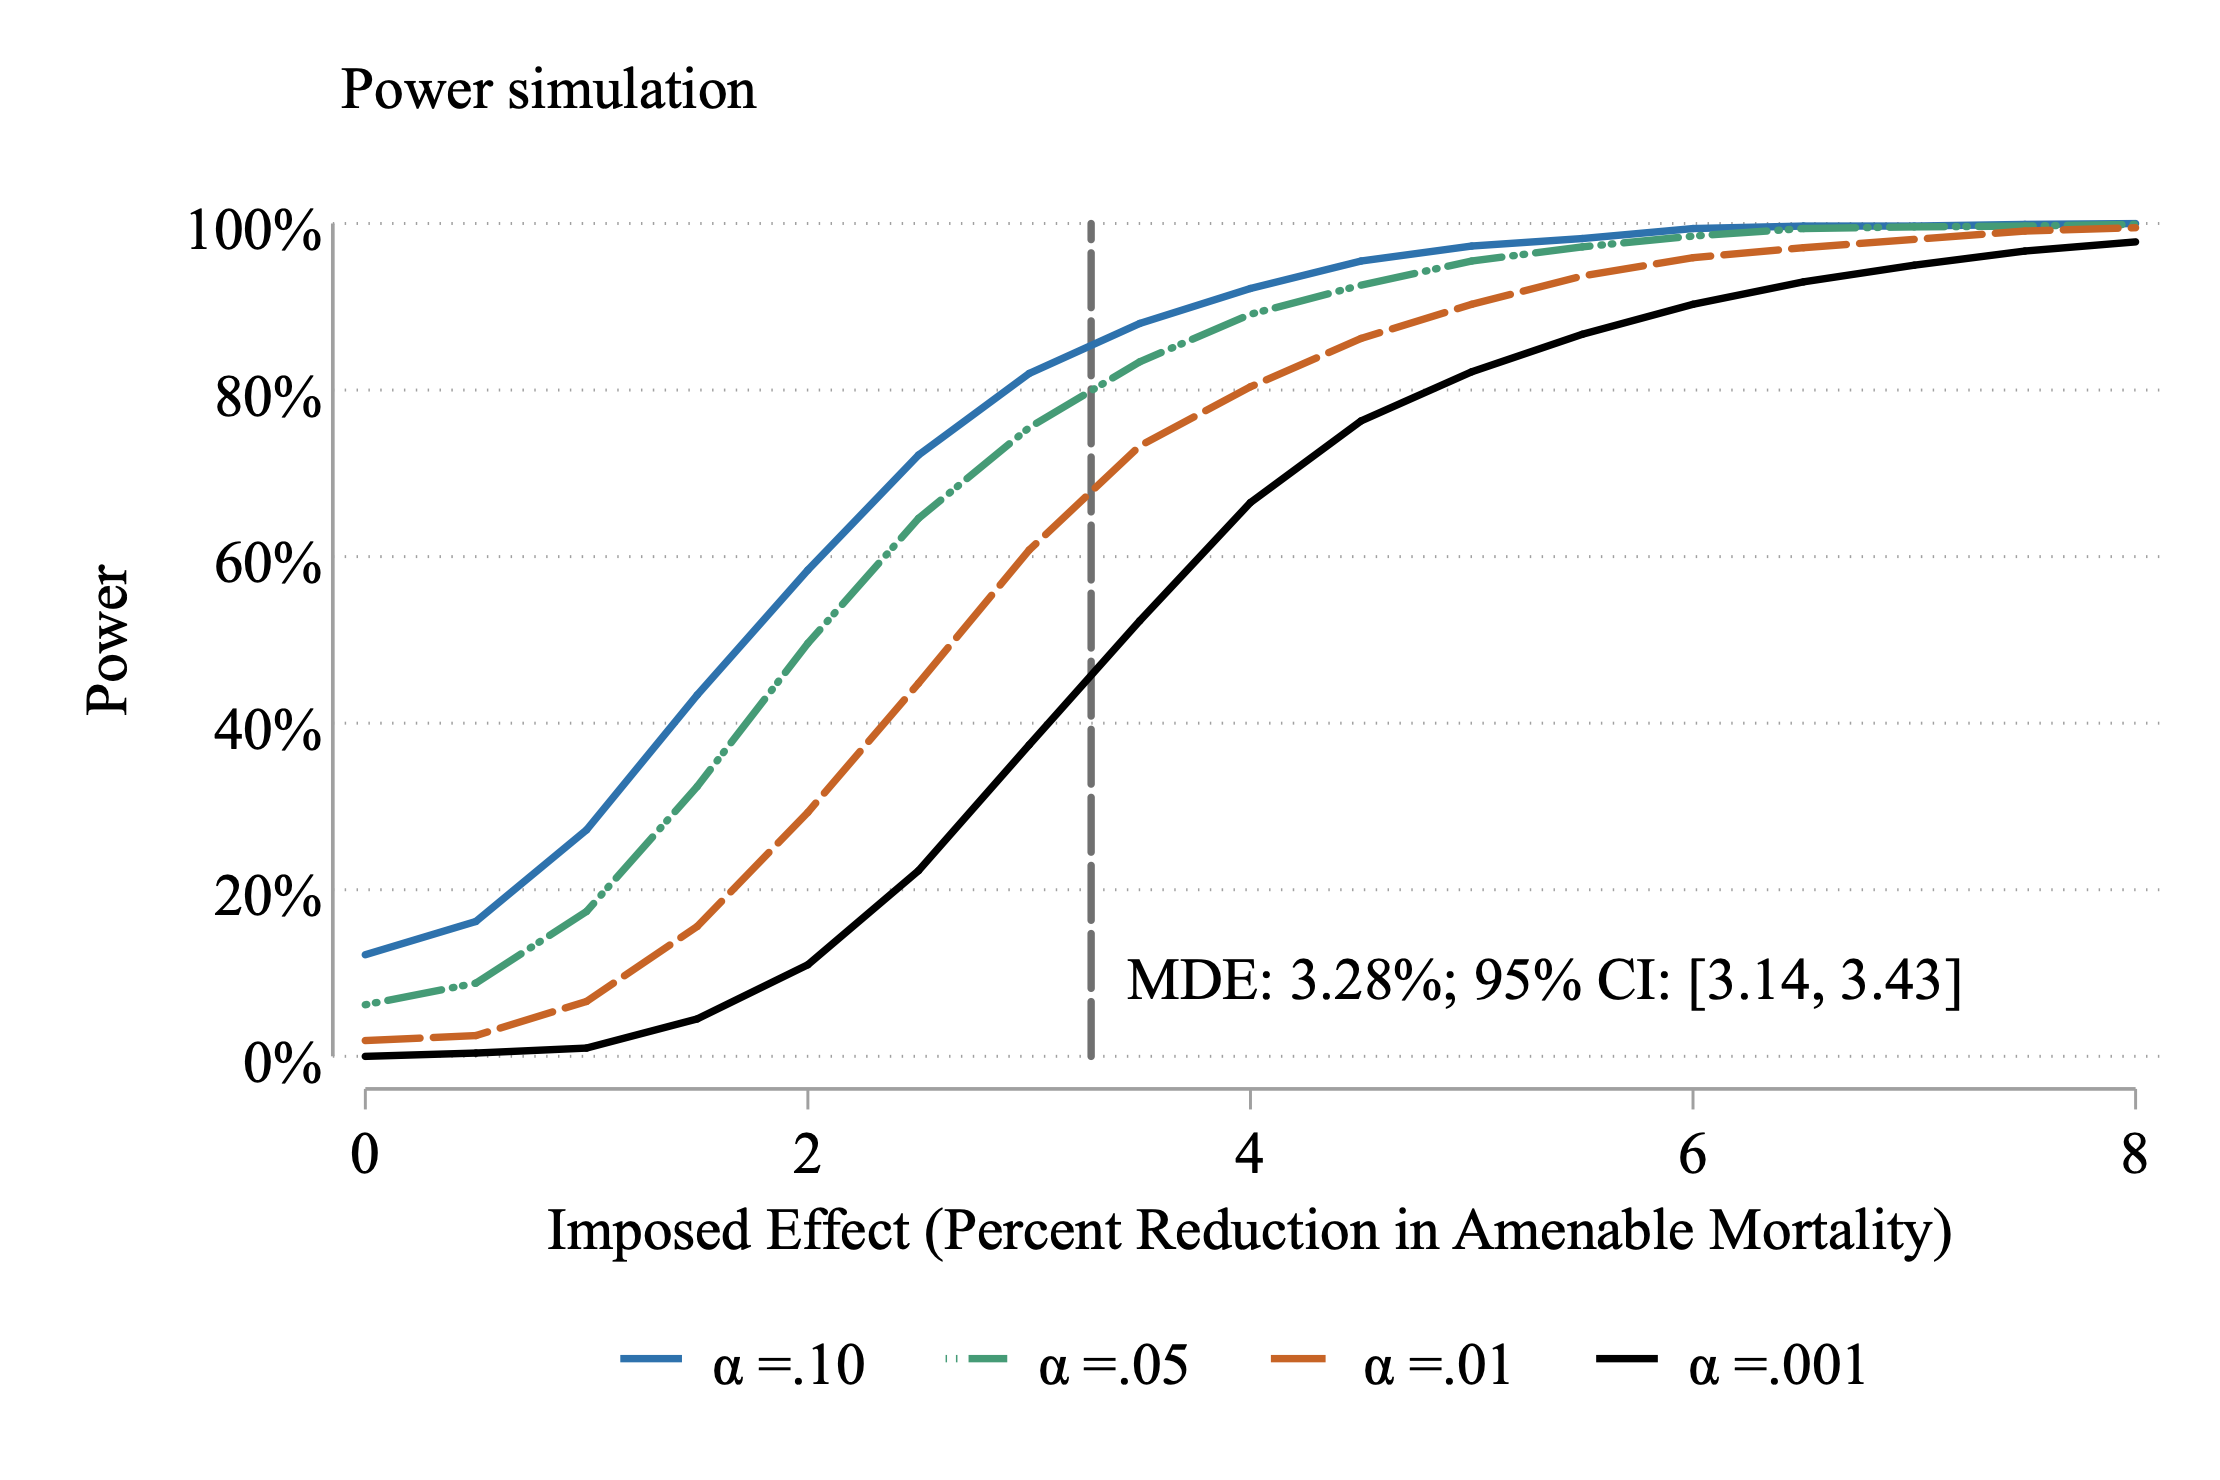 Power simulation
100%
80%
60%
40%
20%
0%
Power
MDE: 3.28%; 95% CI: [3.14, 3.43]
0 2 4 6 8
Imposed Effect (Percent Reduction in Amenable Mortality)
α =.10 α =.05 α =.01 α =.001